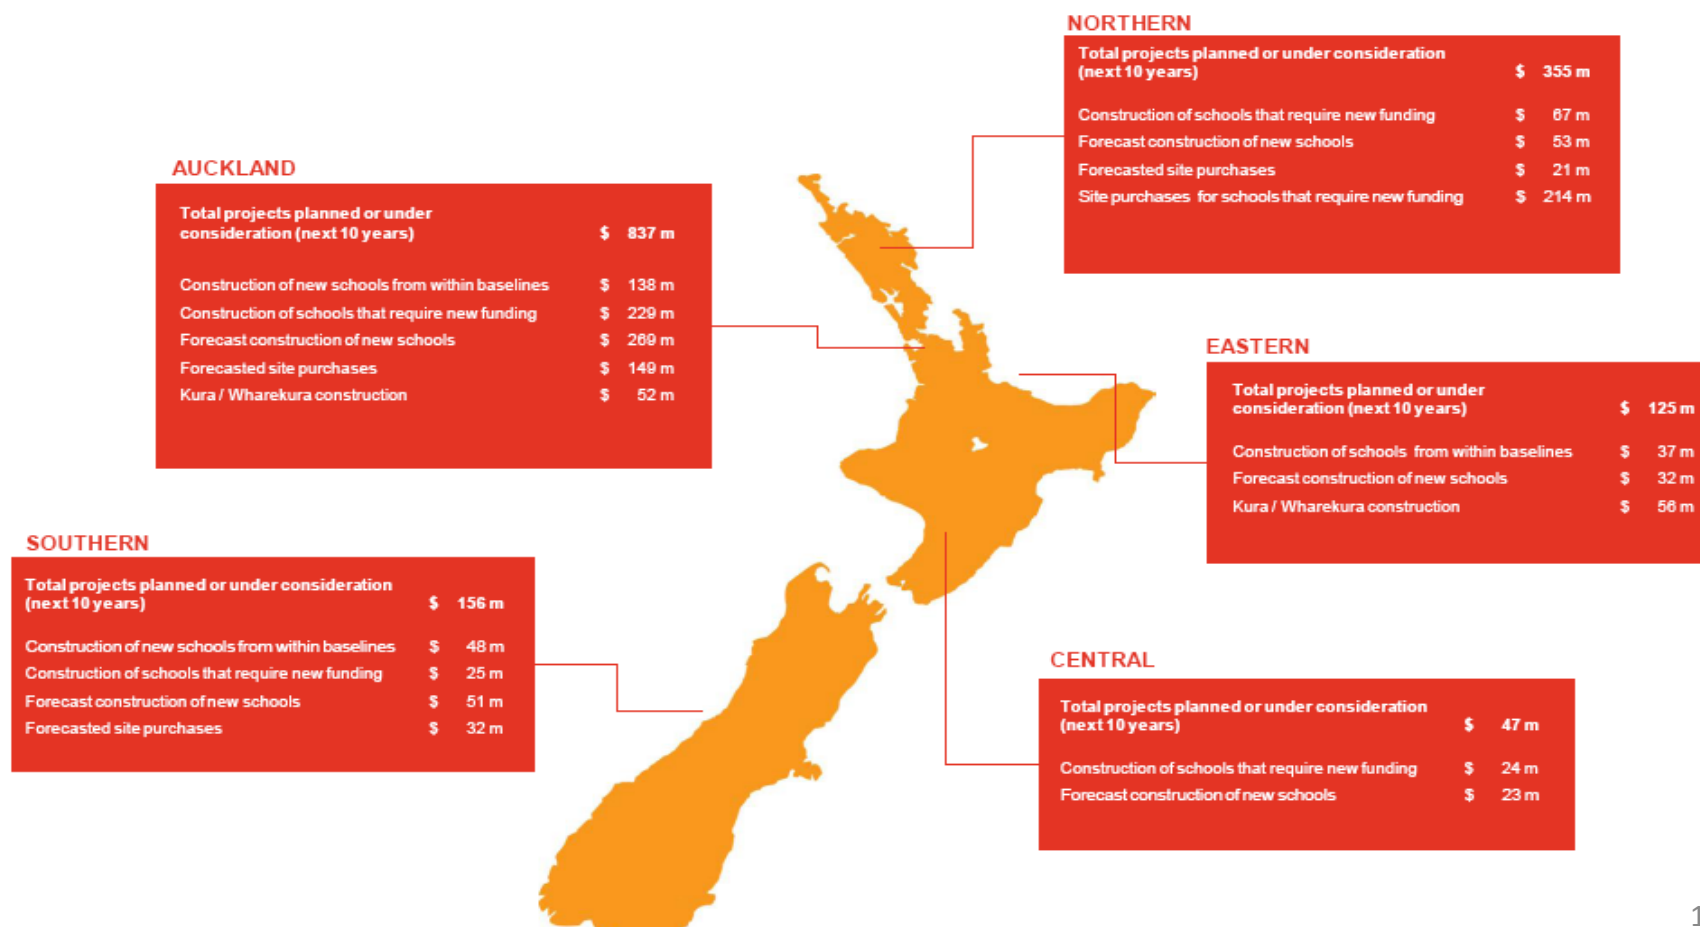 NORTHERN
Total projects planned or under consideration
(next 10 years) $ 355 m
Construction of schools that require new funding $ 67 m
Forecast construction of new schools $ 53 m
Forecasted site purchases $ 21 m
Site purchases for schools that require new funding $ 214 m
AUCKLAND
Total projects planned or under
consideration (next 10 years) $ 837 m
Construction of new schools from within baselines $ 138 m
Construction of schools that require new funding $ 229 m
Forecast construction of new schools $ 269 m
Forecasted site purchases $ 149 m
Kura / Wharekura construction $ 52 m
EASTERN
Total projects planned or under
consideration (next 10 years) $ 125 m
Construction of schools from within baselines $ 37 m
Forecast construction of new schools $ 32 m
Kura / Wharekura construction $ 56 m
SOUTHERN
Total projects planned or under consideration
(next 10 years) $ 156 m
Construction of new schools from within baselines $ 48 m
Construction of schools that require new funding $ 25 m
Forecast construction of new schools $ 51 m
Forecasted site purchases $ 32 m
CENTRAL
Total projects planned or under consideration
(next 10 years) $ 47 m
Construction of schools that require new funding $ 24 m
Forecast construction of new schools $ 23 m
1